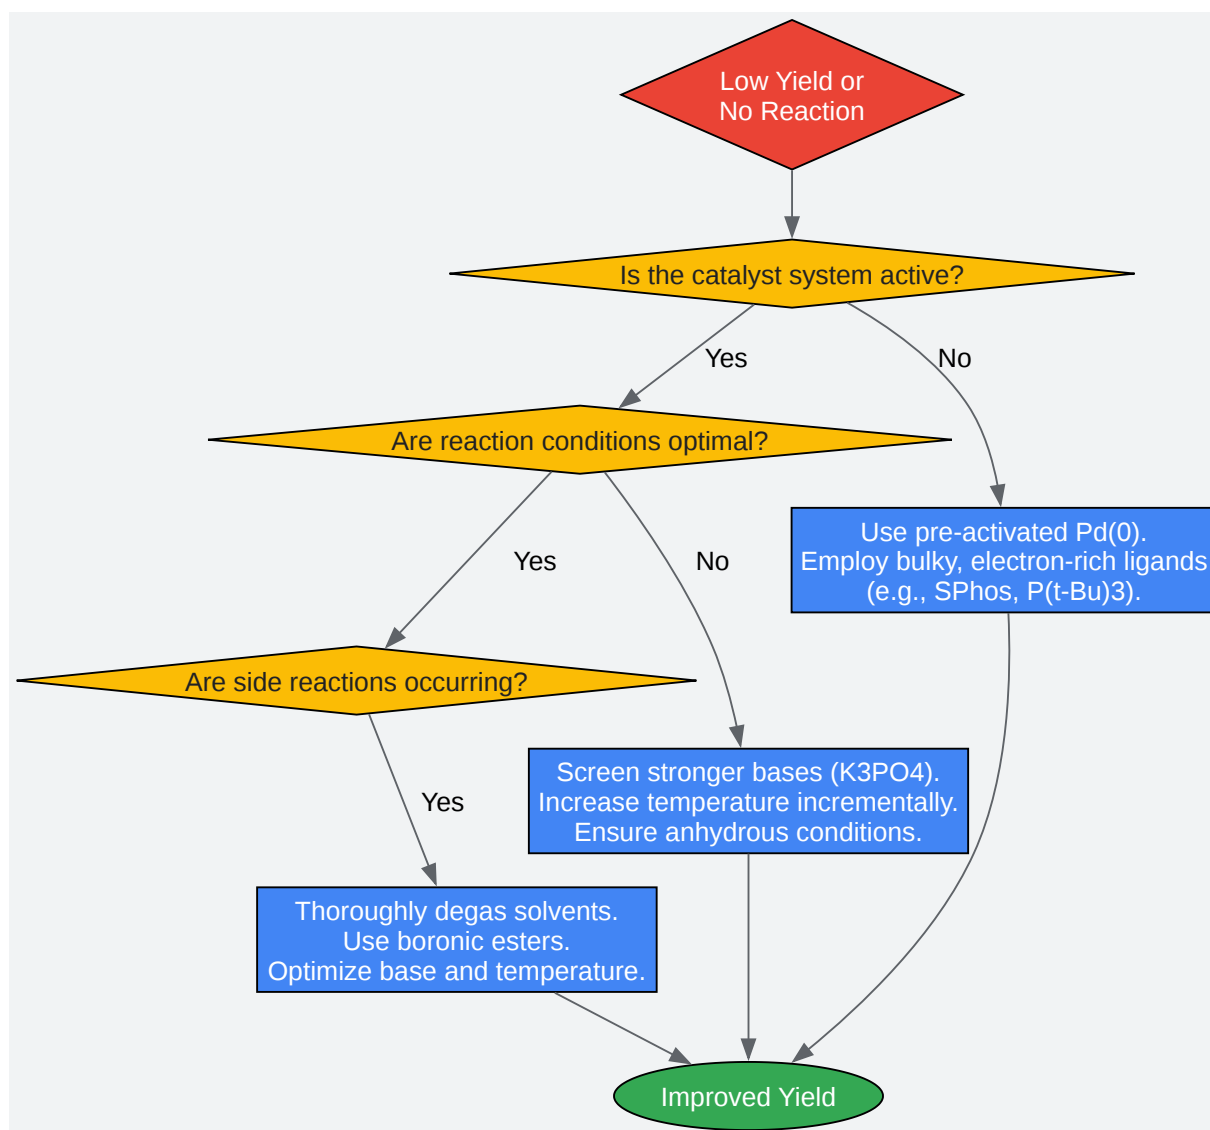 Low Yield or
No Reaction
Is the catalyst system active?
Yes
No
Are reaction conditions optimal?
Yes
No
Use pre-activated Pd(0).
Employ bulky, electron-rich ligands
(e.g., SPhos, P(t-Bu)3).
Are side reactions occurring?
Yes
Screen stronger bases (K3PO4).
Increase temperature incrementally.
Ensure anhydrous conditions.
Thoroughly degas solvents.
Use boronic esters.
Optimize base and temperature.
Improved Yield